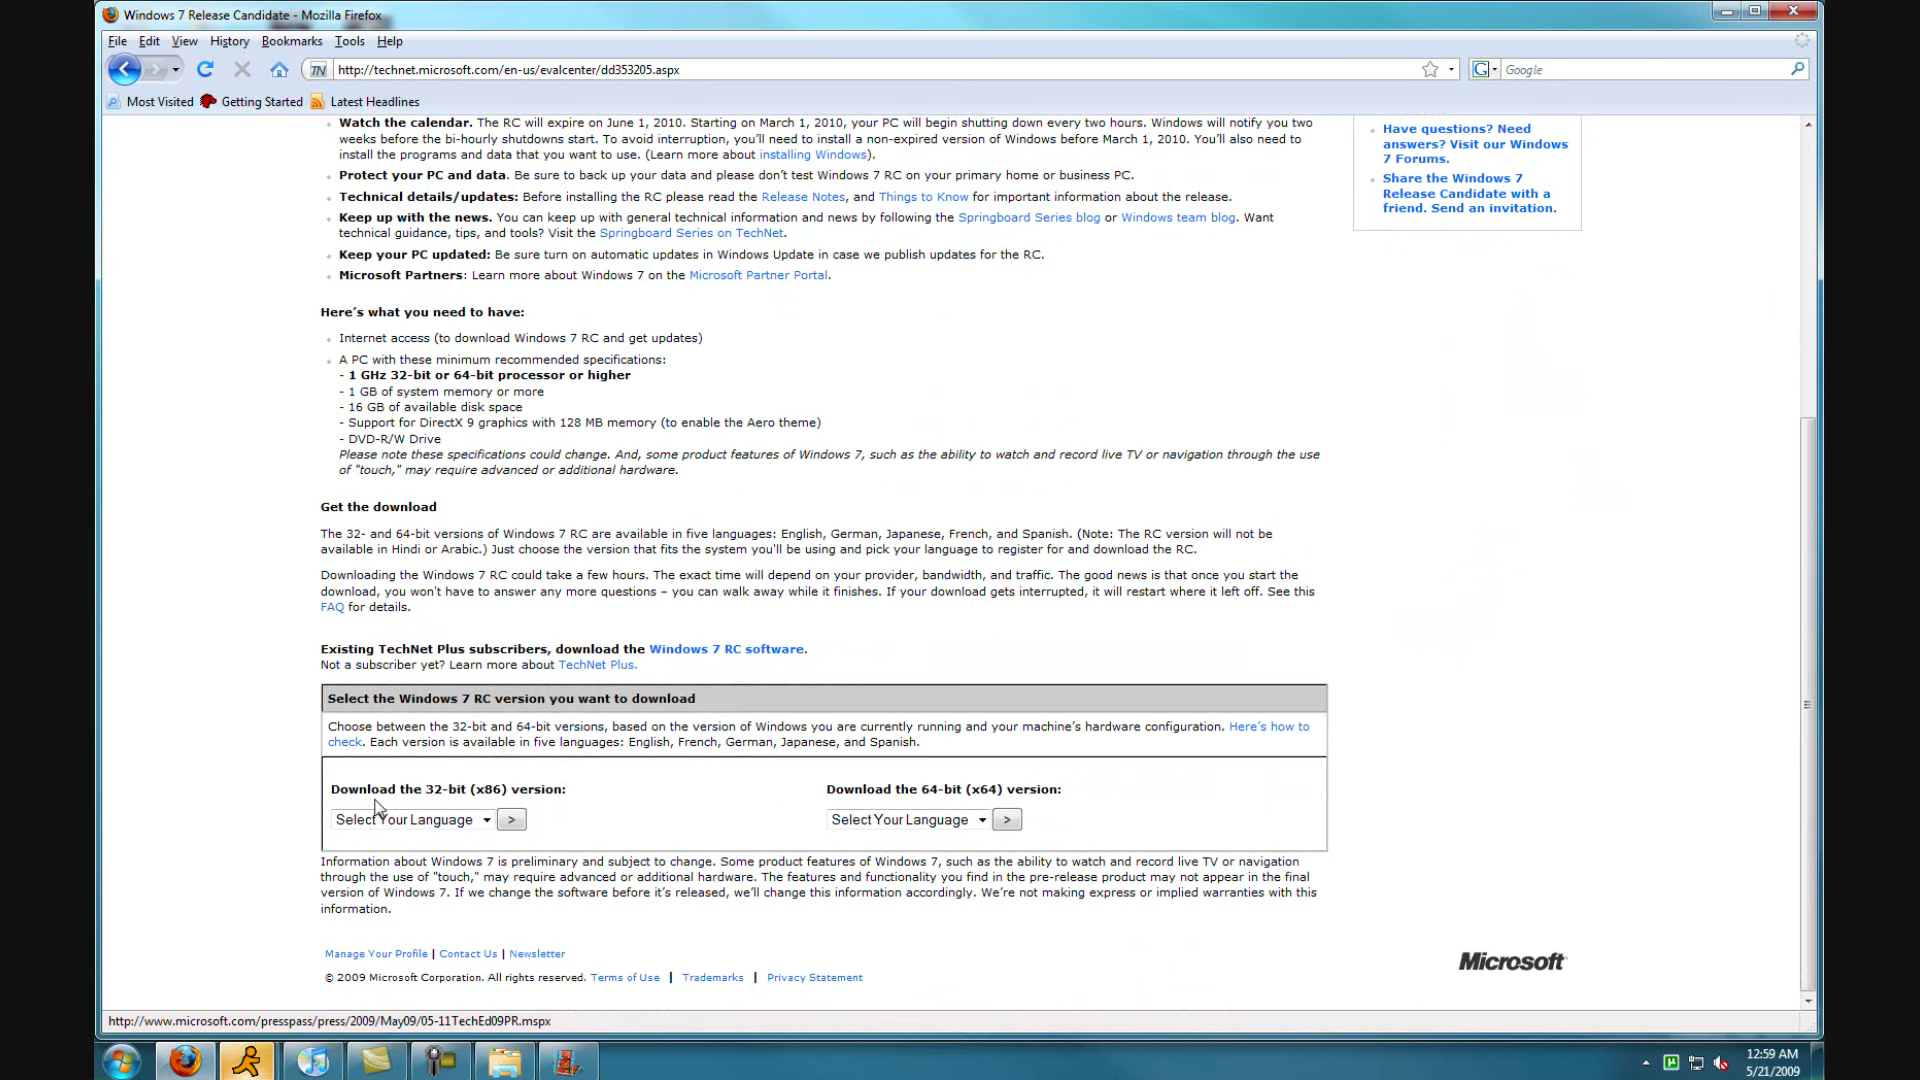 Windows 7 Release Candidate - Mozilla Firefox
File Edit View History Bookmarks Tools Help
TN http://technet.microsoft.com/en-us/evalcenter/dd353205.aspx G Google
Most Visited Getting Started Latest Headlines
Watch the calendar. The RC will expire on June 1, 2010. Starting on March 1, 2010, your PC will begin shutting down every two hours. Windows will notify you two
weeks before the bi-hourly shutdowns start. To avoid interruption, you'll need to install a non-expired version of Windows before March 1, 2010. You'll also need to
install the programs and data that you want to use. (Learn more about installing Windows).
Protect your PC and data. Be sure to back up your data and please don't test Windows 7 RC on your primary home or business PC.
Technical details/updates: Before installing the RC please read the Release Notes, and Things to Know for important information about the release.
Keep up with the news. You can keep up with general technical information and news by following the Springboard Series blog or Windows team blog. Want
technical guidance, tips, and tools? Visit the Springboard Series on TechNet.
Keep your PC updated: Be sure turn on automatic updates in Windows Update in case we publish updates for the RC.
Microsoft Partners: Learn more about Windows 7 on the Microsoft Partner Portal.
Have questions? Need
answers? Visit our Windows
7 Forums.
Share the Windows 7
Release Candidate with a
friend. Send an invitation.
Here's what you need to have:
Internet access (to download Windows 7 RC and get updates)
A PC with these minimum recommended specifications:
- 1 GHz 32-bit or 64-bit processor or higher
- 1 GB of system memory or more
- 16 GB of available disk space
- Support for DirectX 9 graphics with 128 MB memory (to enable the Aero theme)
- DVD-R/W Drive
Please note these specifications could change. And, some product features of Windows 7, such as the ability to watch and record live TV or navigation through the use
of "touch," may require advanced or additional hardware.
Get the download
The 32- and 64-bit versions of Windows 7 RC are available in five languages: English, German, Japanese, French, and Spanish. (Note: The RC version will not be
available in Hindi or Arabic.) Just choose the version that fits the system you'll be using and pick your language to register for and download the RC.
Downloading the Windows 7 RC could take a few hours. The exact time will depend on your provider, bandwidth, and traffic. The good news is that once you start the
download, you won't have to answer any more questions – you can walk away while it finishes. If your download gets interrupted, it will restart where it left off. See this
FAQ for details.
Existing TechNet Plus subscribers, download the Windows 7 RC software.
Not a subscriber yet? Learn more about TechNet Plus.
Select the Windows 7 RC version you want to download
Choose between the 32-bit and 64-bit versions, based on the version of Windows you are currently running and your machine's hardware configuration. Here's how to
check. Each version is available in five languages: English, French, German, Japanese, and Spanish.
Download the 32-bit (x86) version: Download the 64-bit (x64) version:
Select Your Language > Select Your Language >
Information about Windows 7 is preliminary and subject to change. Some product features of Windows 7, such as the ability to watch and record live TV or navigation
through the use of "touch," may require advanced or additional hardware. The features and functionality you find in the pre-release product may not appear in the final
version of Windows 7. If we change the software before it's released, we'll change this information accordingly. We're not making express or implied warranties with this
information.
Manage Your Profile | Contact Us | Newsletter
© 2009 Microsoft Corporation. All rights reserved. Terms of Use | Trademarks | Privacy Statement
Microsoft
http://www.microsoft.com/presspass/press/2009/May09/05-11TechEd09PR.mspx
12:59 AM
5/21/2009